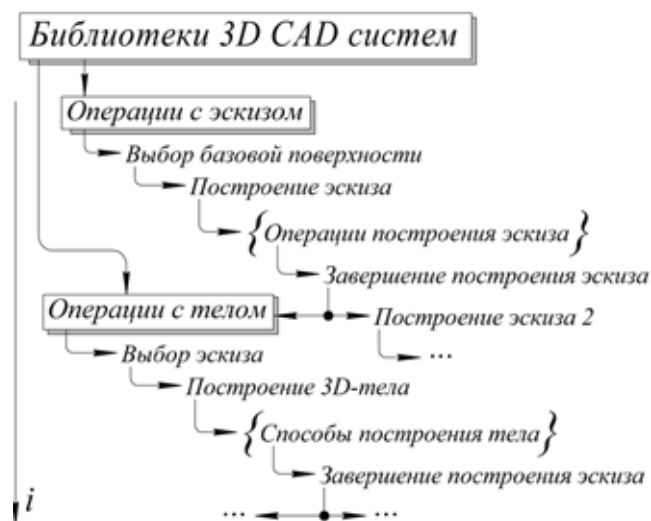 Библиотеки 3D CAD систем
Операции с эскизом
Выбор базовой поверхности
Построение эскиза
{Операции построения эскиза}
Завершение построения эскиза
Операции с телом
Построение эскиза 2
...
Выбор эскиза
Построение 3D-тела
{Способы построения тела}
Завершение построения эскиза
i
... ...